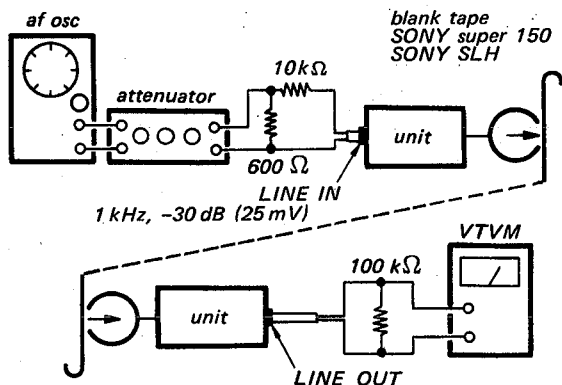 af osc
blank tape
SONY super 150
SONY SLH
attenuator
10kΩ
unit
600 Ω
LINE IN
1 kHz, -30 dB (25 mV)
VTVM
100 kΩ
unit
LINE OUT